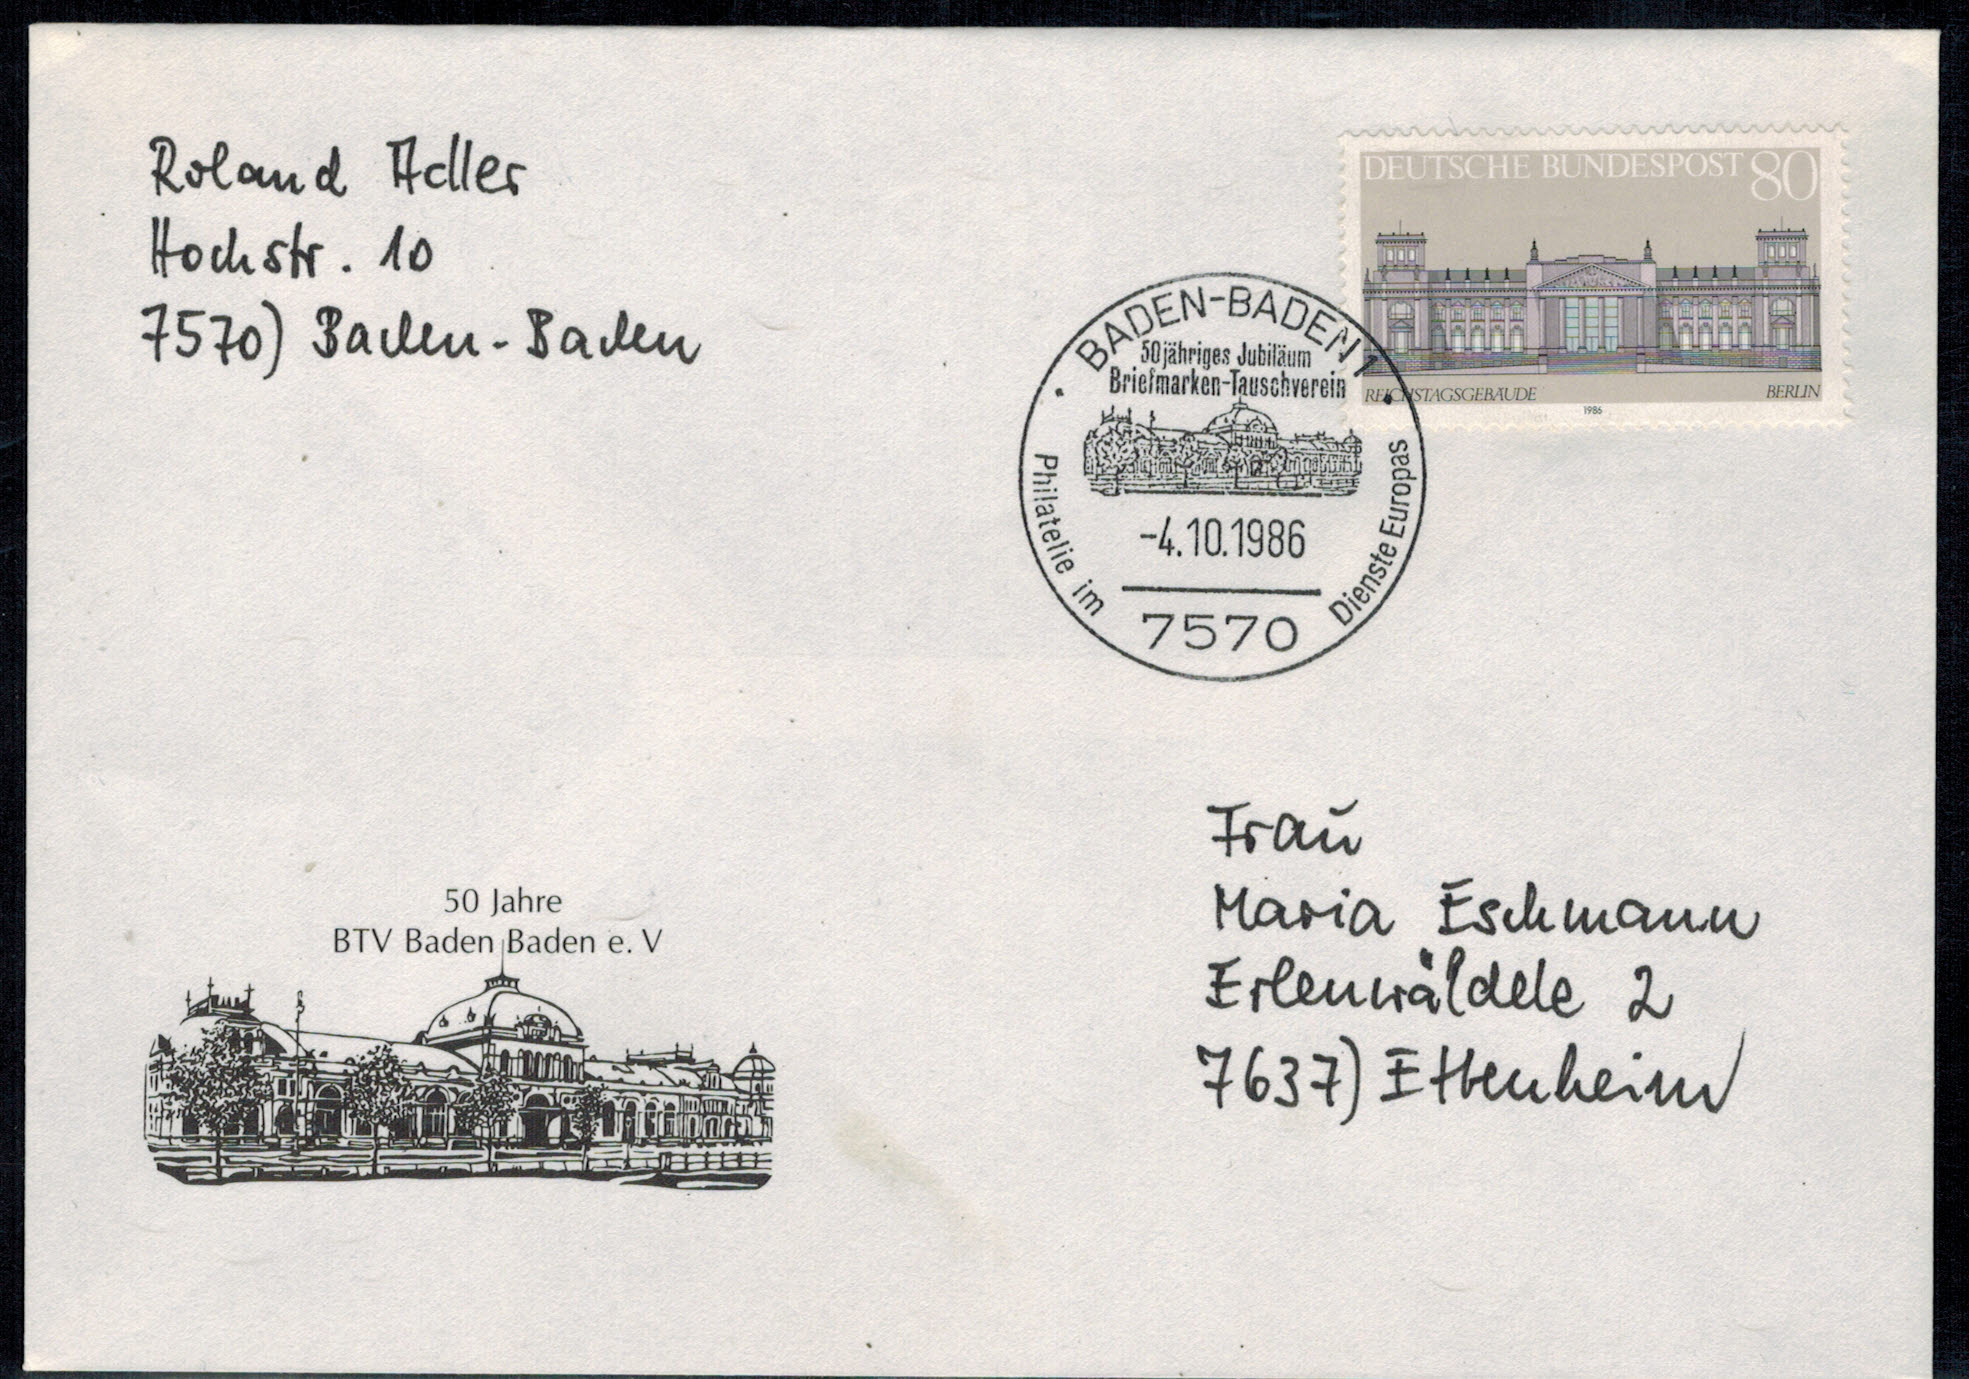 Roland Adler
Hochstr. 10
7570) Baden-Baden
DEUTSCHE BUNDESPOST 80
REICHSTAGSGEBÄUDE BERLIN
1986
BADEN-BADEN 1
50jähriges Jubiläum
Briefmarken-Tauschverein
Philatelie im Dienste Europas
-4.10.1986
7570
Frau
Maria Eschmann
Erlenwäldele 2
7637) Ettenheim
50 Jahre
BTV Baden Baden e. V